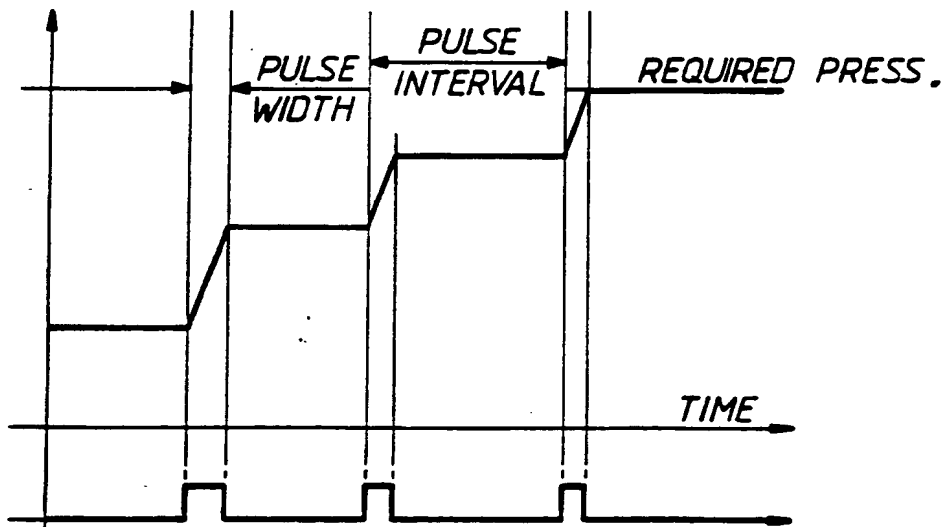 PULSE
WIDTH
PULSE
INTERVAL
REQUIRED PRESS.
TIME